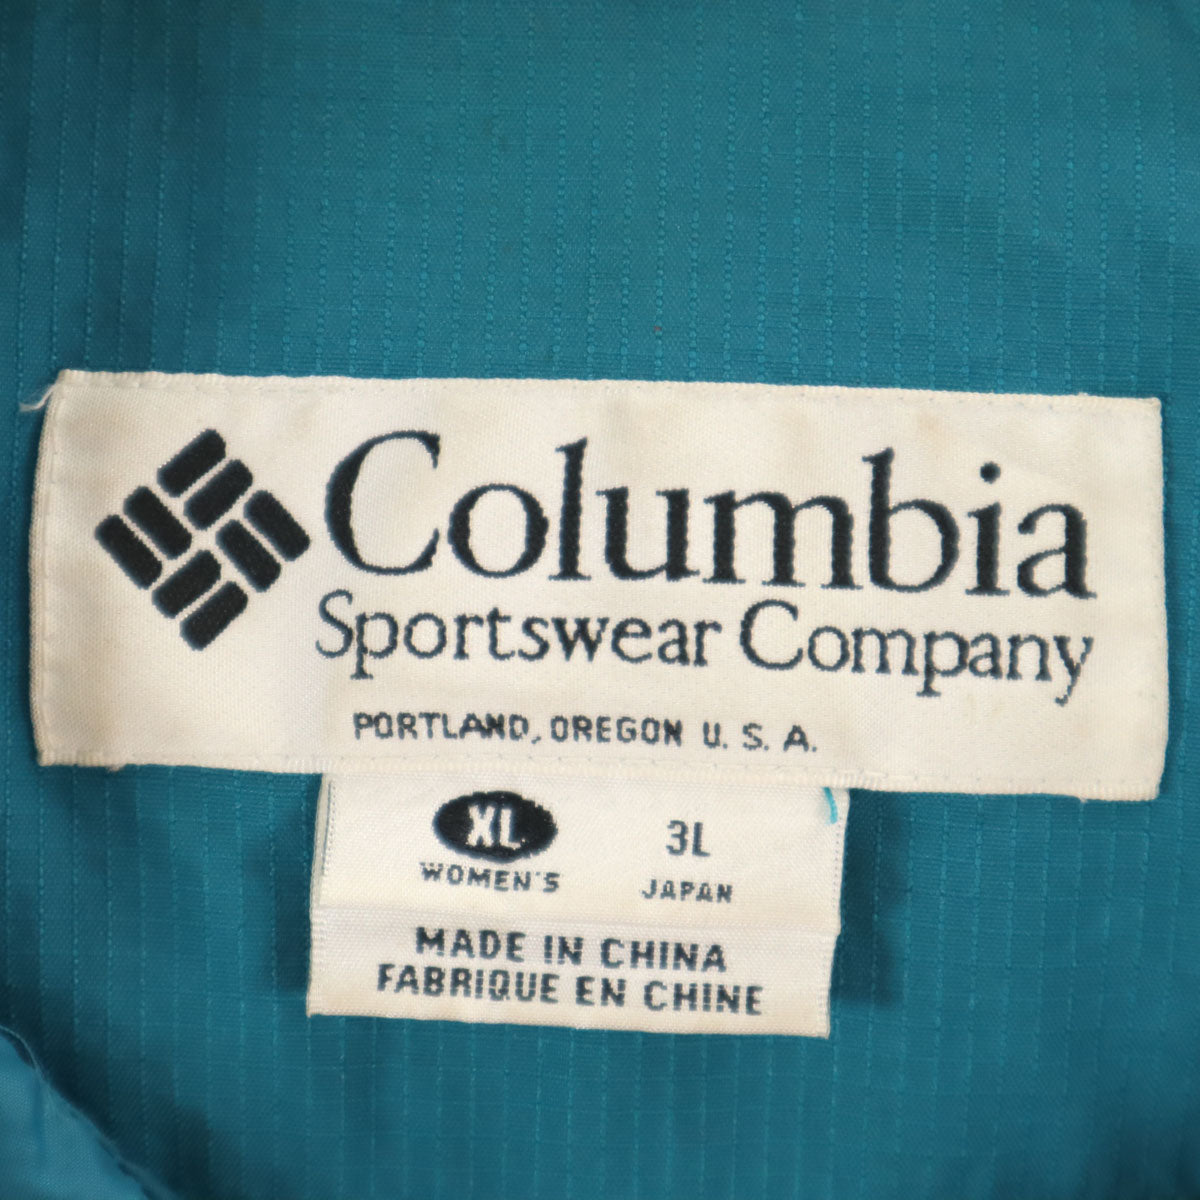 Columbia
Sportswear Company
PORTLAND, OREGON U. S. A.
XL 3L
WOMEN'S JAPAN
MADE IN CHINA
FABRIQUE EN CHINE